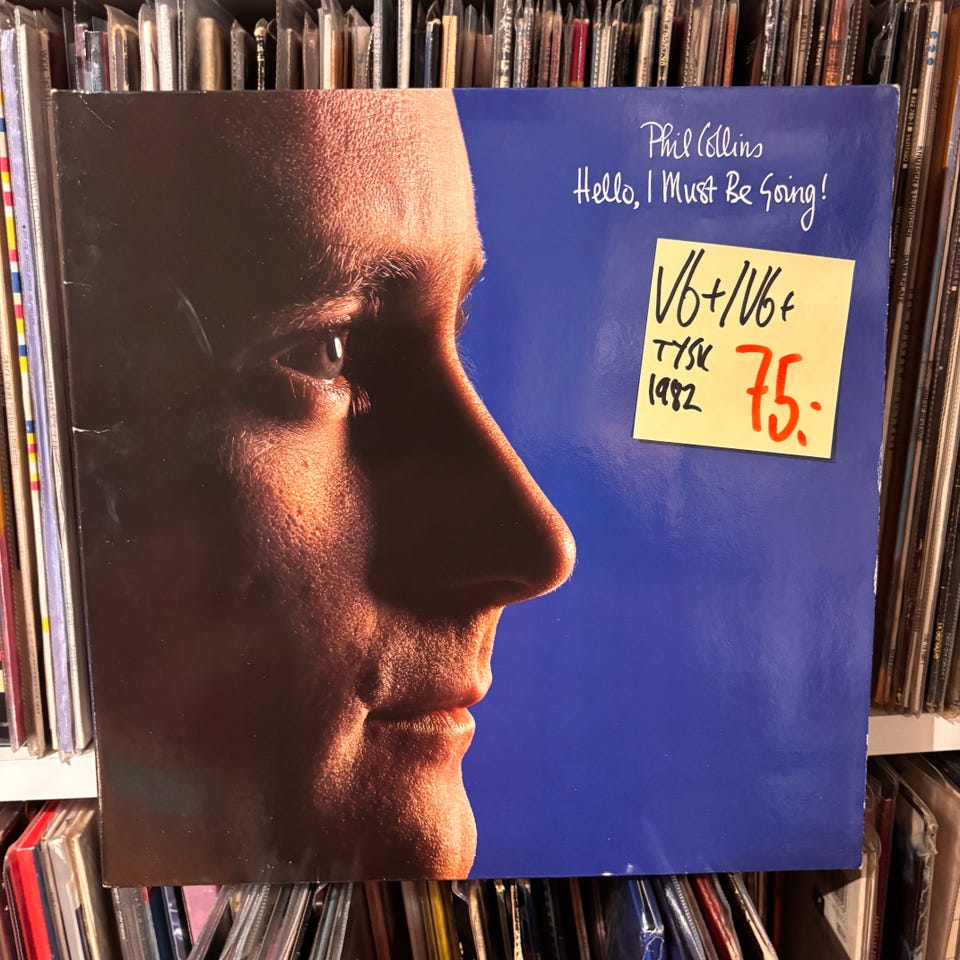 Phil Collins
Hello, I Must Be Going!
VG+/VG+
TYSK
1982
75:-